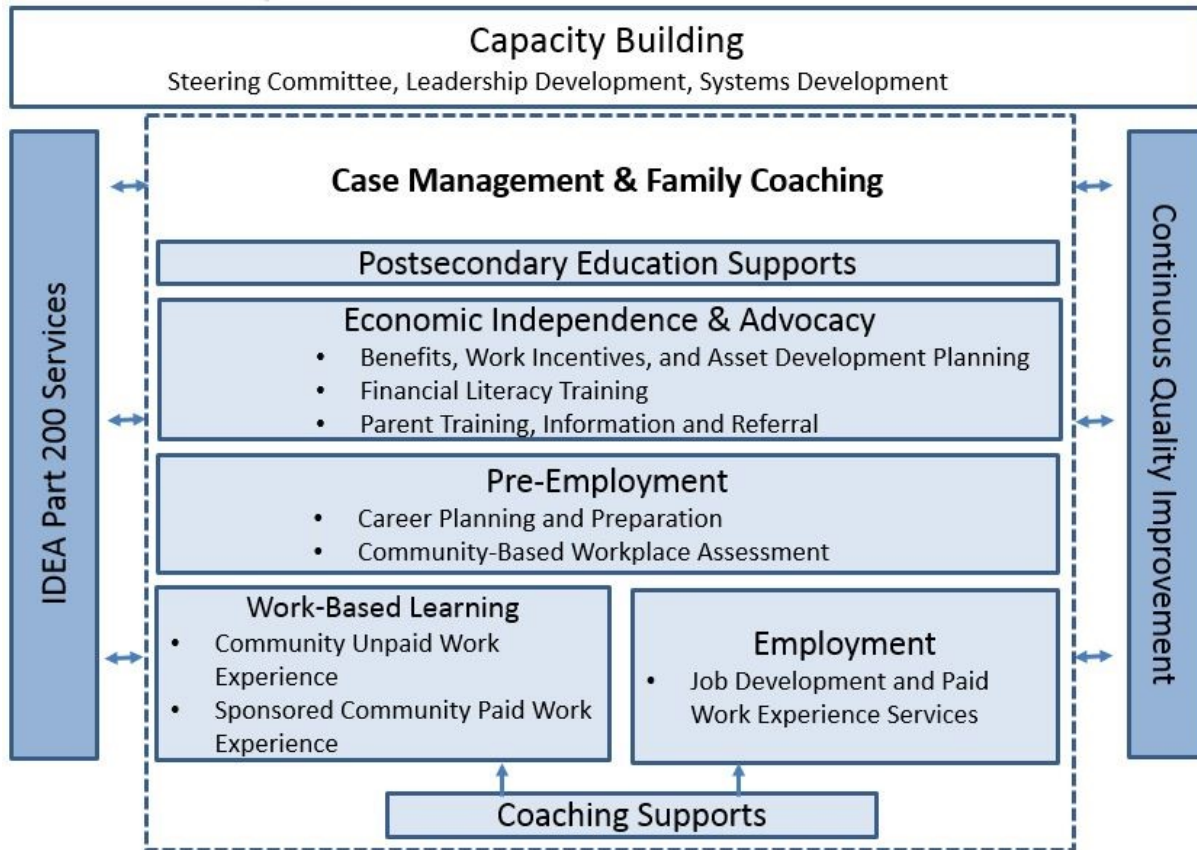 Capacity Building
Steering Committee, Leadership Development, Systems Development
IDEA Part 200 Services
Case Management & Family Coaching
Postsecondary Education Supports
Economic Independence & Advocacy
• Benefits, Work Incentives, and Asset Development Planning
• Financial Literacy Training
• Parent Training, Information and Referral
Pre-Employment
• Career Planning and Preparation
• Community-Based Workplace Assessment
Work-Based Learning
• Community Unpaid Work
Experience
• Sponsored Community Paid Work
Experience
Employment
• Job Development and Paid
Work Experience Services
Coaching Supports
Continuous Quality Improvement